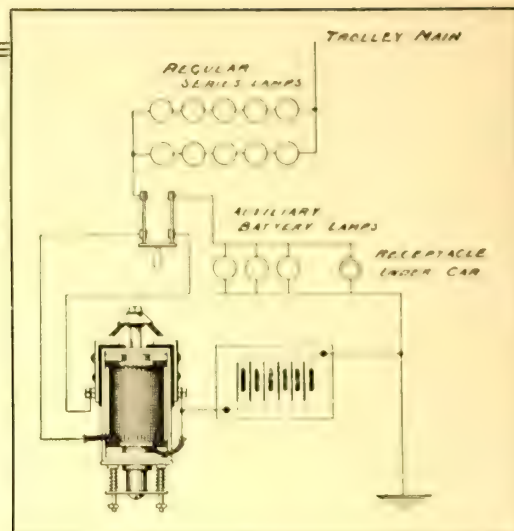 TROLLEY MAIN
REGULAR
SERIES LAMPS
AUXILIARY
BATTERY LAMPS
RECEPTACLE
UNDER CAR